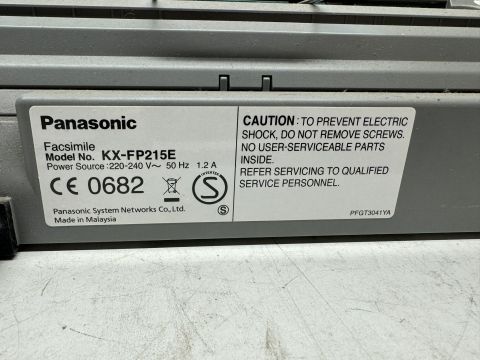 Panasonic
Facsimile
Model No. KX-FP215E
Power Source :220-240 V~ 50 Hz 1.2 A
CE 0682
S
S
Panasonic System Networks Co.,Ltd.
Made in Malaysia
CAUTION: TO PREVENT ELECTRIC
SHOCK, DO NOT REMOVE SCREWS.
NO USER-SERVICEABLE PARTS
INSIDE.
REFER SERVICING TO QUALIFIED
SERVICE PERSONNEL.
PFGT3041YA